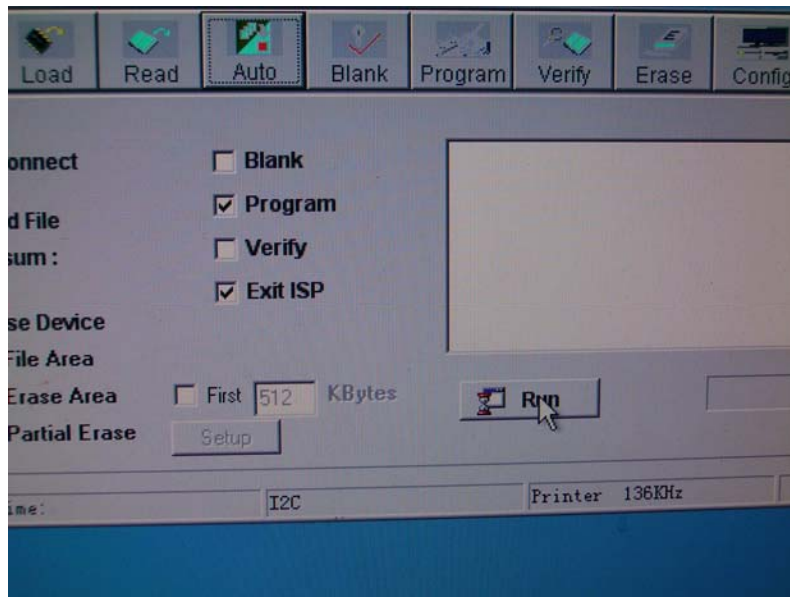 Load Read Auto Blank Program Verify Erase Config
onnect
Blank
d File
Program
sum :
Verify
Exit ISP
se Device
File Area
Erase Area First 512 KBytes Run
Partial Erase Setup
ime: I2C Printer 136KHz